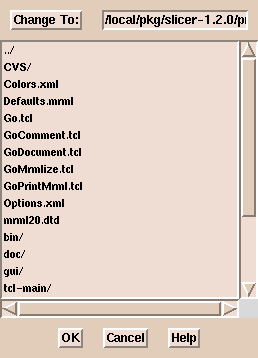 Change To: /local/pkg/slicer-1.2.0/p
../
CVS/
Colors.xml
Defaults.mrml
Go.tcl
GoComment.tcl
GoDocument.tcl
GoMrmlize.tcl
GoPrintMrml.tcl
Options.xml
mrml20.dtd
bin/
doc/
gui/
tcl-main/
OK Cancel Help